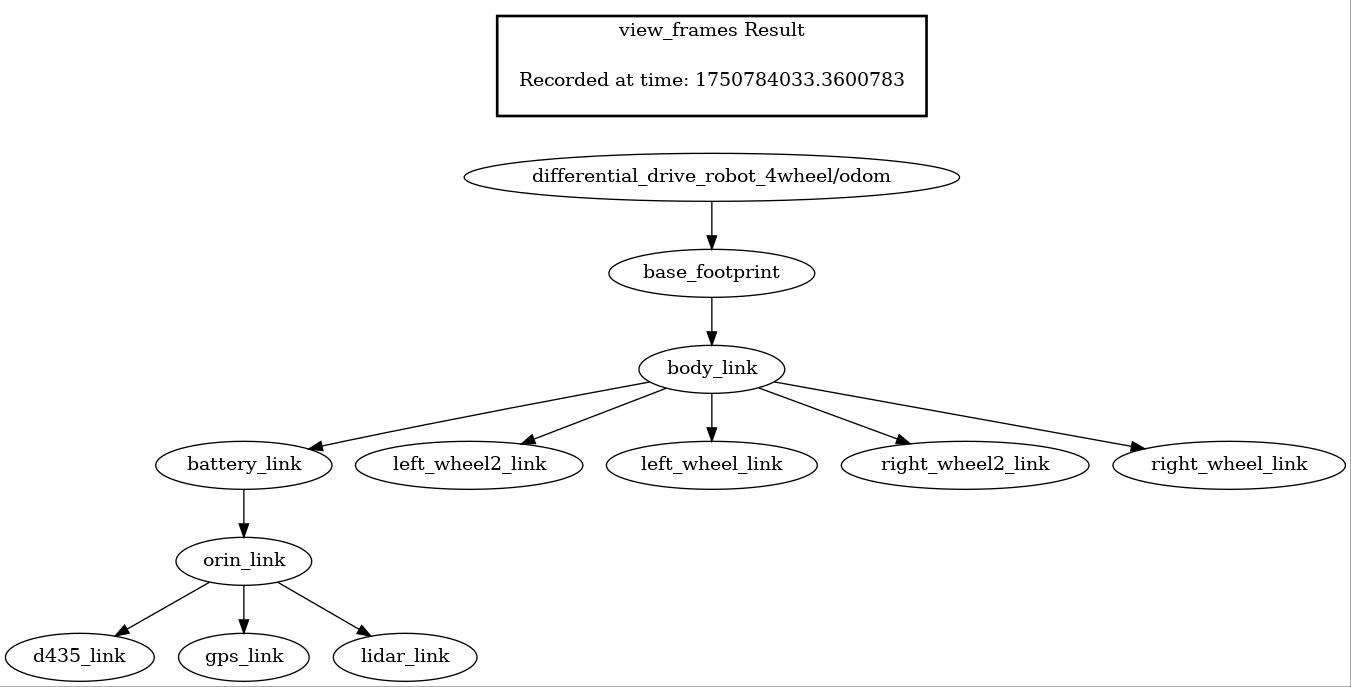 view_frames Result
Recorded at time: 1750784033.3600783
differential_drive_robot_4wheel/odom
base_footprint
body_link
battery_link
left_wheel2_link
left_wheel_link
right_wheel2_link
right_wheel_link
orin_link
d435_link
gps_link
lidar_link